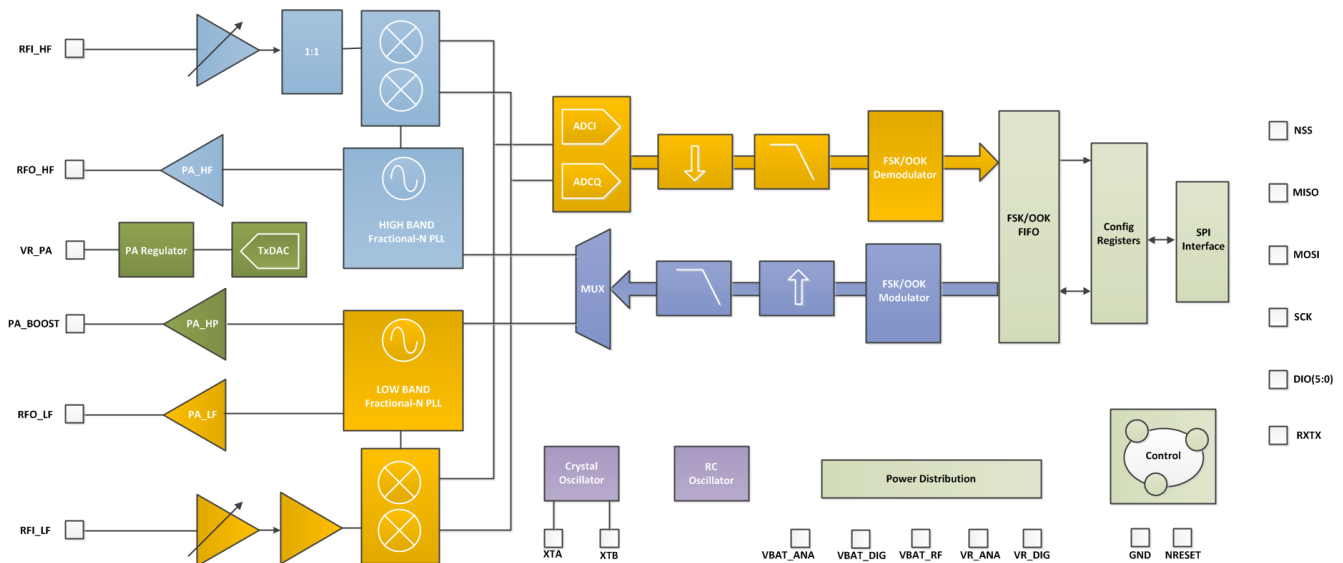 RFI_HF
1:1
RFO_HF
PA_HF
HIGH BAND
Fractional-N PLL
VR_PA
PA Regulator
TxDAC
PA_BOOST
PA_HP
LOW BAND
Fractional-N PLL
RFO_LF
PA_LF
RFI_LF
ADCI
ADCQ
FSK/OOK
Demodulator
MUX
FSK/OOK
Modulator
FSK/OOK
FIFO
Config
Registers
SPI
Interface
NSS
MISO
MOSI
SCK
DIO(5:0)
RXTX
Crystal
Oscillator
XTA
XTB
RC
Oscillator
Power Distribution
VBAT_ANA
VBAT_DIG
VBAT_RF
VR_ANA
VR_DIG
Control
GND
NRESET